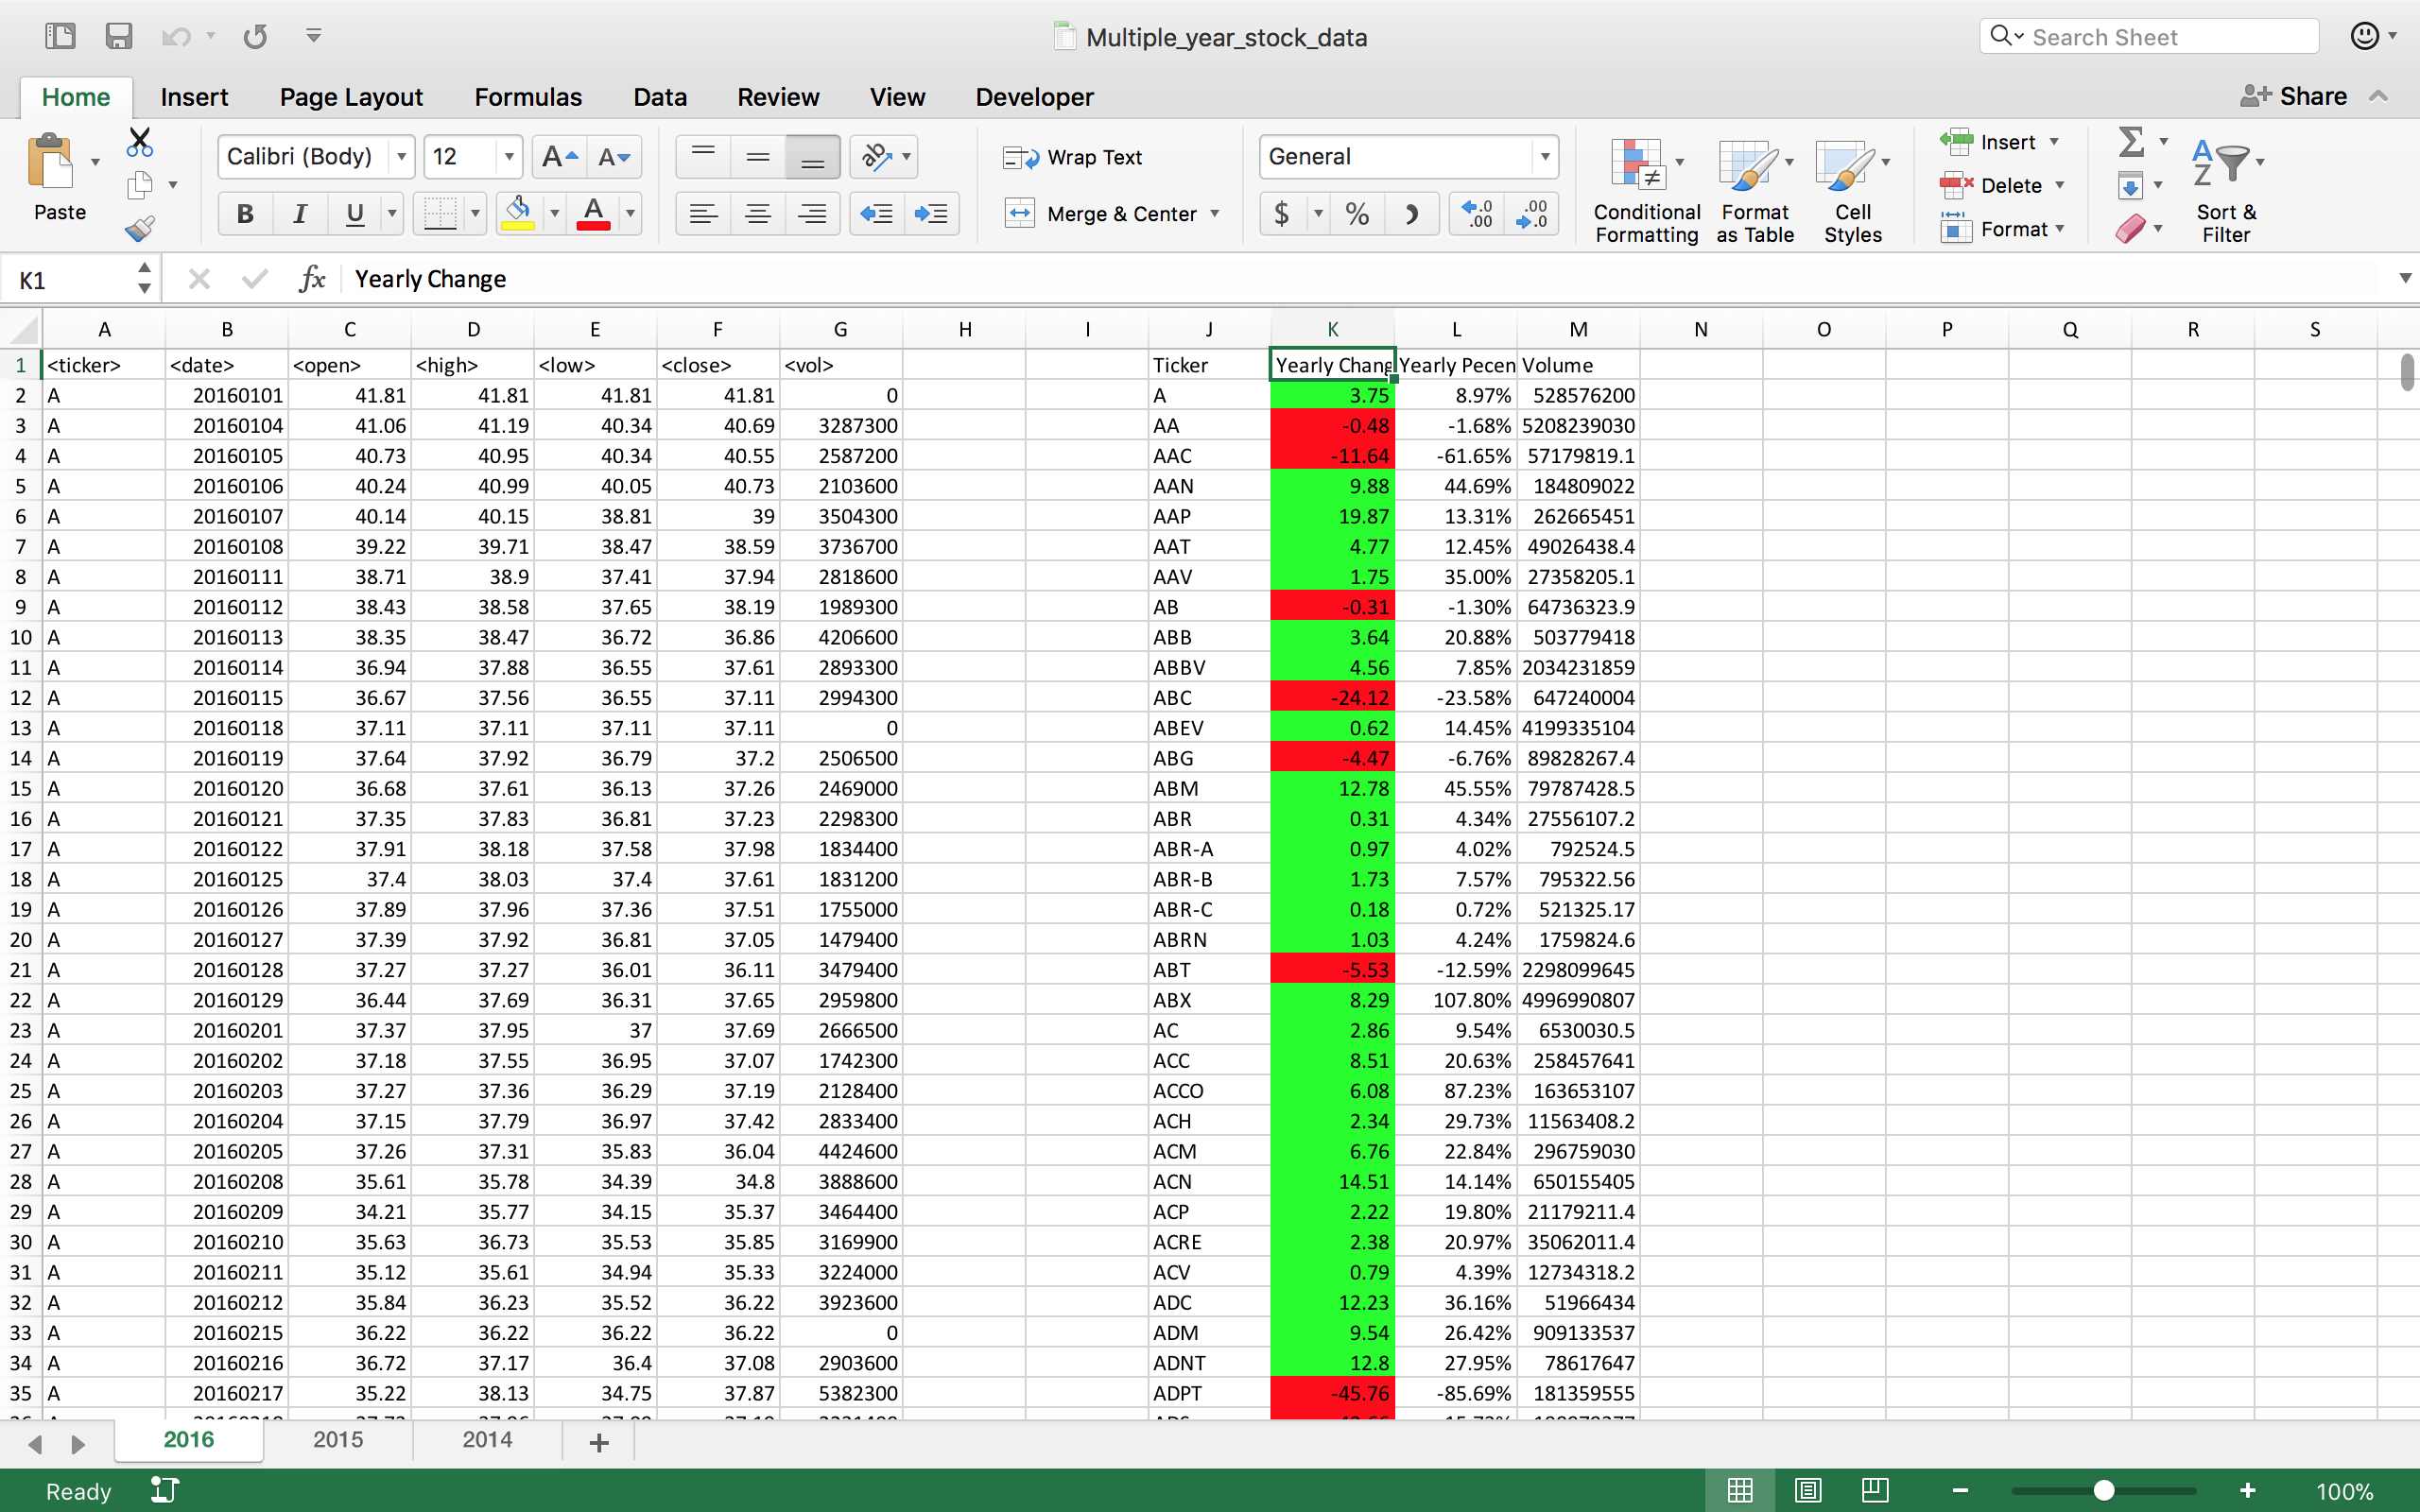 Multiple_year_stock_data
Search Sheet
Home Insert Page Layout Formulas Data Review View Developer Share
Paste Calibri (Body) 12 A A Wrap Text General Conditional Formatting Format as Table Cell Styles Insert Delete Format Sort & Filter
B I U A Merge & Center $ %
K1 fx Yearly Change
A B C D E F G H I J K L M N O P Q R S
1 <ticker> <date> <open> <high> <low> <close> <vol> Ticker Yearly Chang Yearly Pecen Volume
2 A 20160101 41.81 41.81 41.81 41.81 0 A 3.75 8.97% 528576200
3 A 20160104 41.06 41.19 40.34 40.69 3287300 AA -0.48 -1.68% 5208239030
4 A 20160105 40.73 40.95 40.34 40.55 2587200 AAC -11.64 -61.65% 57179819.1
5 A 20160106 40.24 40.99 40.05 40.73 2103600 AAN 9.88 44.69% 184809022
6 A 20160107 40.14 40.15 38.81 39 3504300 AAP 19.87 13.31% 262665451
7 A 20160108 39.22 39.71 38.47 38.59 3736700 AAT 4.77 12.45% 49026438.4
8 A 20160111 38.71 38.9 37.41 37.94 2818600 AAV 1.75 35.00% 27358205.1
9 A 20160112 38.43 38.58 37.65 38.19 1989300 AB -0.31 -1.30% 64736323.9
10 A 20160113 38.35 38.47 36.72 36.86 4206600 ABB 3.64 20.88% 503779418
11 A 20160114 36.94 37.88 36.55 37.61 2893300 ABBV 4.56 7.85% 2034231859
12 A 20160115 36.67 37.56 36.55 37.11 2994300 ABC -24.12 -23.58% 647240004
13 A 20160118 37.11 37.11 37.11 37.11 0 ABEV 0.62 14.45% 4199335104
14 A 20160119 37.64 37.92 36.79 37.2 2506500 ABG -4.47 -6.76% 89828267.4
15 A 20160120 36.68 37.61 36.13 37.26 2469000 ABM 12.78 45.55% 79787428.5
16 A 20160121 37.35 37.83 36.81 37.23 2298300 ABR 0.31 4.34% 27556107.2
17 A 20160122 37.91 38.18 37.58 37.98 1834400 ABR-A 0.97 4.02% 792524.5
18 A 20160125 37.4 38.03 37.4 37.61 1831200 ABR-B 1.73 7.57% 795322.56
19 A 20160126 37.89 37.96 37.36 37.51 1755000 ABR-C 0.18 0.72% 521325.17
20 A 20160127 37.39 37.92 36.81 37.05 1479400 ABRN 1.03 4.24% 1759824.6
21 A 20160128 37.27 37.27 36.01 36.11 3479400 ABT -5.53 -12.59% 2298099645
22 A 20160129 36.44 37.69 36.31 37.65 2959800 ABX 8.29 107.80% 4996990807
23 A 20160201 37.37 37.95 37 37.69 2666500 AC 2.86 9.54% 6530030.5
24 A 20160202 37.18 37.55 36.95 37.07 1742300 ACC 8.51 20.63% 258457641
25 A 20160203 37.27 37.36 36.29 37.19 2128400 ACCO 6.08 87.23% 163653107
26 A 20160204 37.15 37.79 36.97 37.42 2833400 ACH 2.34 29.73% 11563408.2
27 A 20160205 37.26 37.31 35.83 36.04 4424600 ACM 6.76 22.84% 296759030
28 A 20160208 35.61 35.78 34.39 34.8 3888600 ACN 14.51 14.14% 650155405
29 A 20160209 34.21 35.77 34.15 35.37 3464400 ACP 2.22 19.80% 21179211.4
30 A 20160210 35.63 36.73 35.53 35.85 3169900 ACRE 2.38 20.97% 35062011.4
31 A 20160211 35.12 35.61 34.94 35.33 3224000 ACV 0.79 4.39% 12734318.2
32 A 20160212 35.84 36.23 35.52 36.22 3923600 ADC 12.23 36.16% 51966434
33 A 20160215 36.22 36.22 36.22 36.22 0 ADM 9.54 26.42% 909133537
34 A 20160216 36.72 37.17 36.4 37.08 2903600 ADNT 12.8 27.95% 78617647
35 A 20160217 35.22 38.13 34.75 37.87 5382300 ADPT -45.76 -85.69% 181359555
2016 2015 2014
Ready 100%